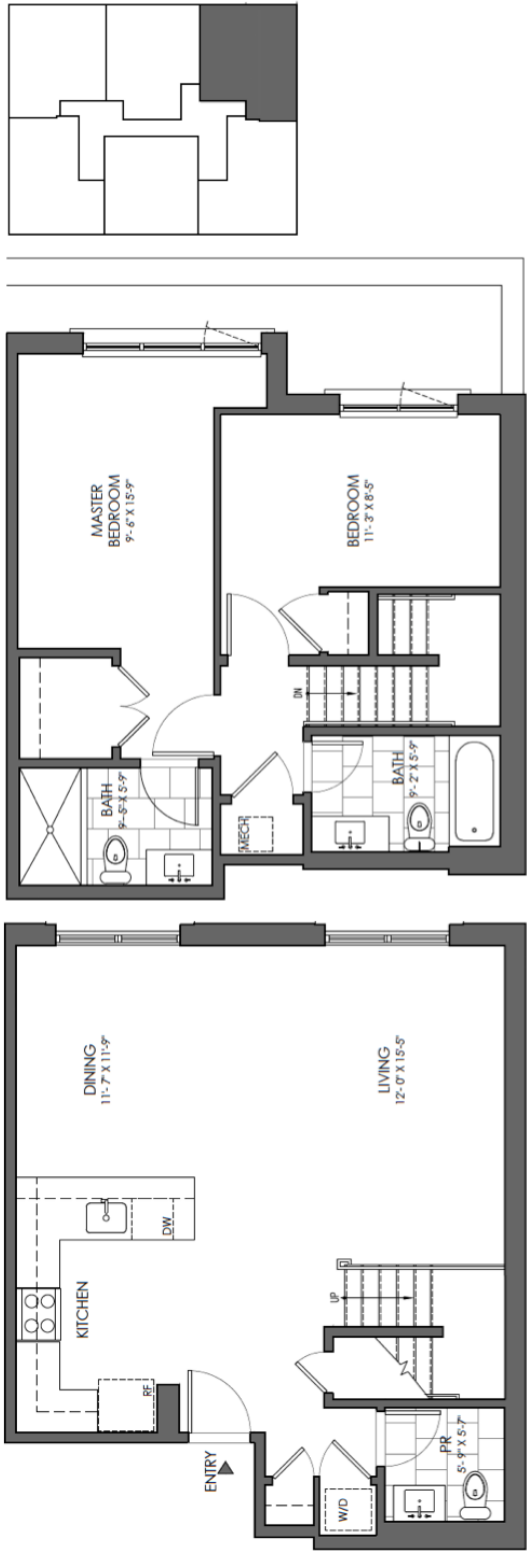 MASTER
BEDROOM
9'- 6" X 15'-9"
BEDROOM
11'- 3" X 8'-5"
DN
BATH
9'- 5" X 5'-9"
MECH
BATH
9'- 2" X 5'-9"
DINING
11'- 7" X 11'-9"
LIVING
12'- 0" X 15'-5"
DW
KITCHEN
UP
RF
ENTRY
W/D
PR
5'- 9" X 5'-7"